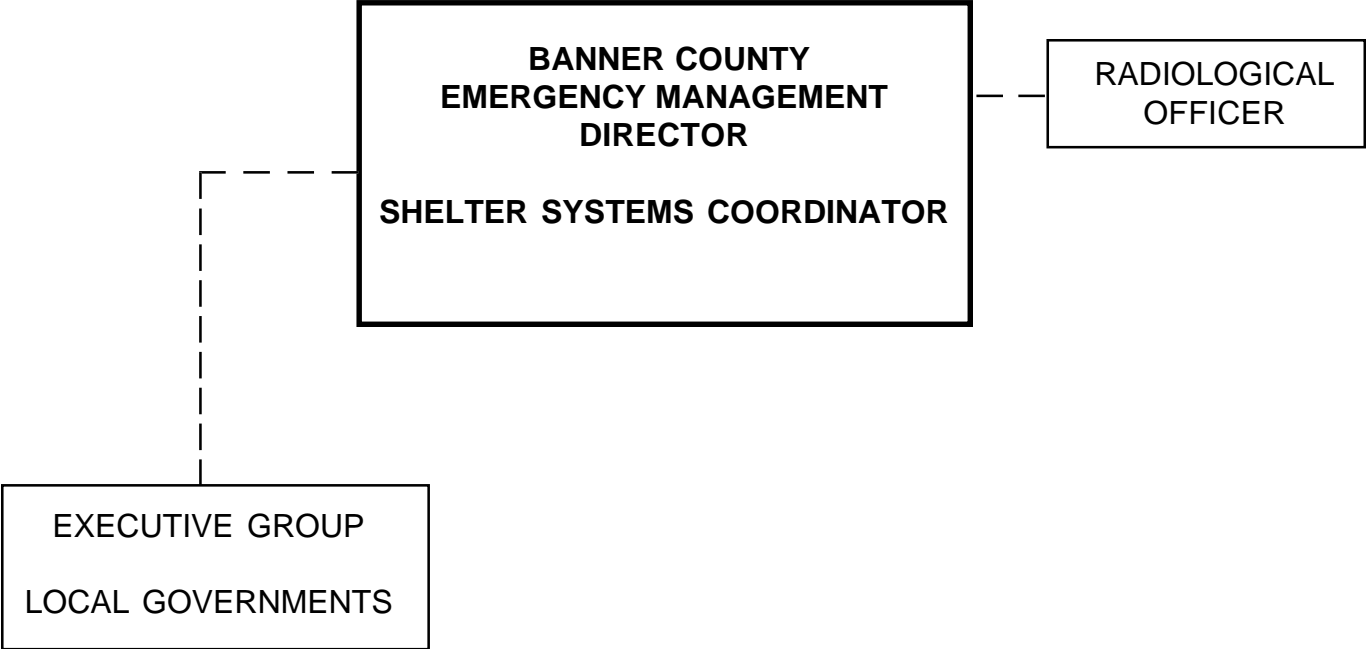 BANNER COUNTY
EMERGENCY MANAGEMENT
DIRECTOR
SHELTER SYSTEMS COORDINATOR
RADIOLOGICAL
OFFICER
EXECUTIVE GROUP
LOCAL GOVERNMENTS